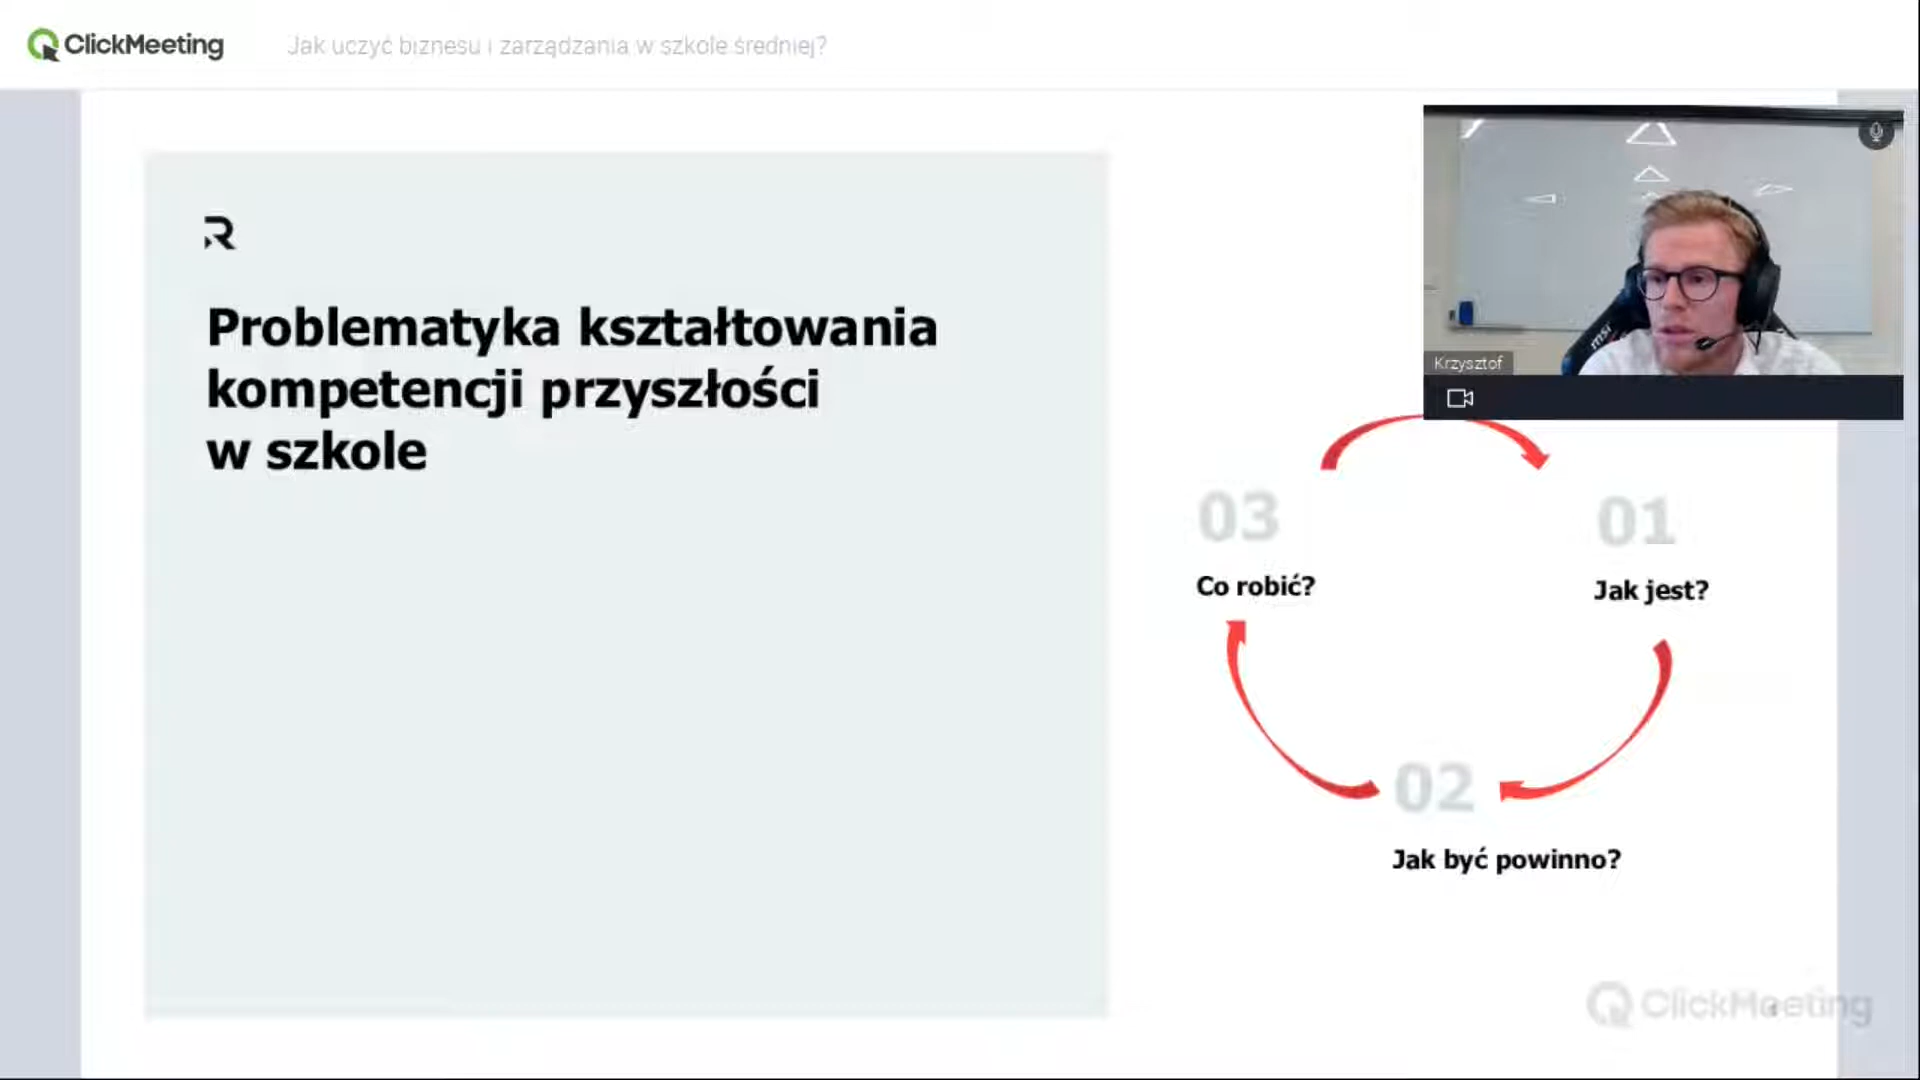 ClickMeeting
Jak uczyć biznesu i zarządzania w szkole średniej?
Problematyka kształtowania
kompetencji przyszłości
w szkole
msi
Krzysztof
03
Co robić?
01
Jak jest?
02
Jak być powinno?
ClickMeeting